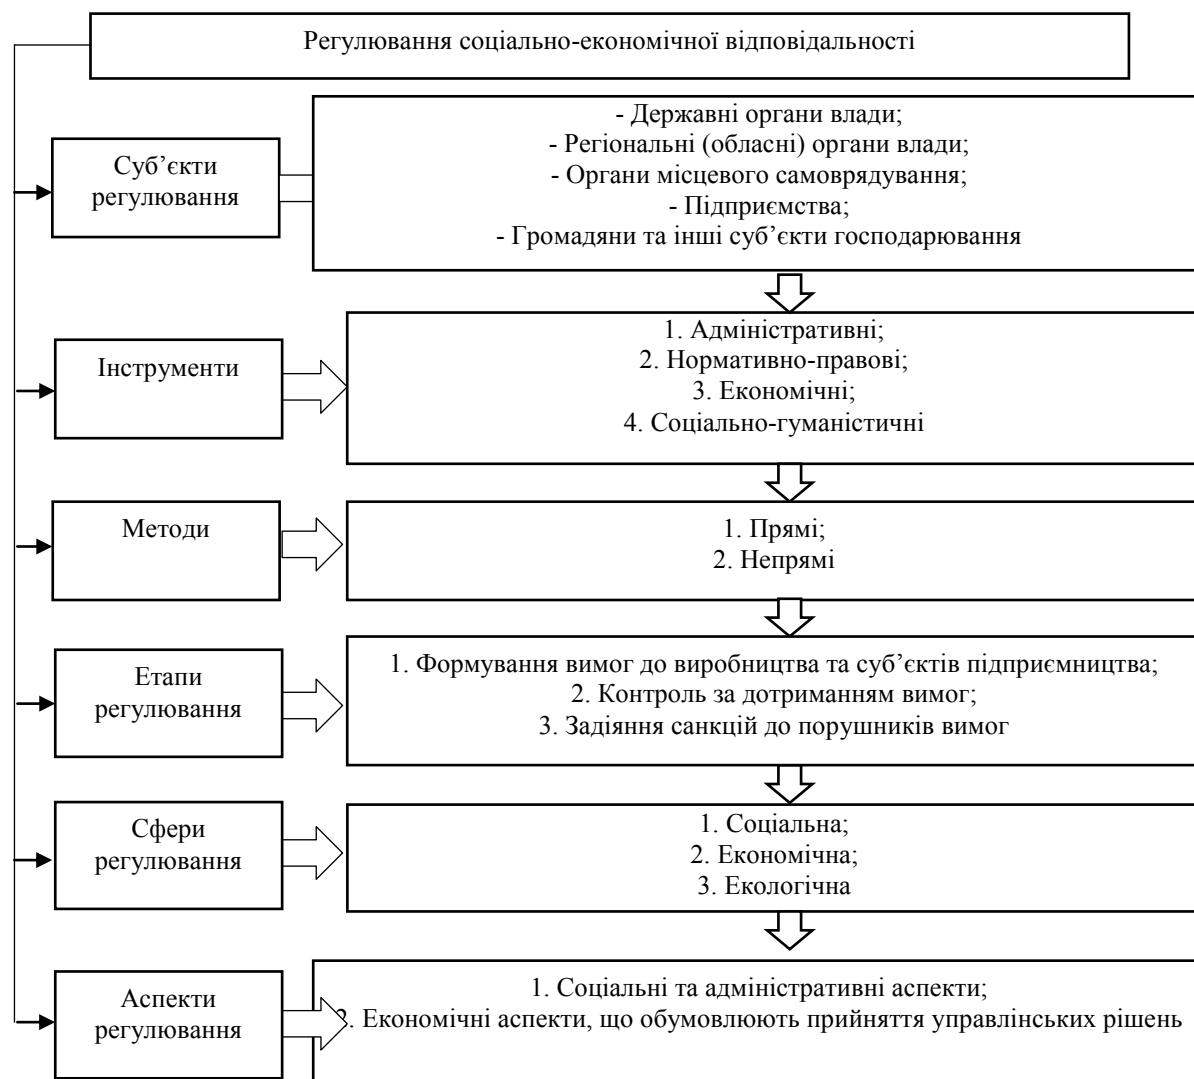 Регулювання соціально-економічної відповідальності
Суб’єкти
регулювання
- Державні органи влади;
- Регіональні (обласні) органи влади;
- Органи місцевого самоврядування;
- Підприємства;
- Громадяни та інші суб’єкти господарювання
Інструменти
1. Адміністративні;
2. Нормативно-правові;
3. Економічні;
4. Соціально-гуманістичні
Методи
1. Прямі;
2. Непрямі
Етапи
регулювання
1. Формування вимог до виробництва та суб’єктів підприємництва;
2. Контроль за дотриманням вимог;
3. Задіяння санкцій до порушників вимог
Сфери
регулювання
1. Соціальна;
2. Економічна;
3. Екологічна
Аспекти
регулювання
1. Соціальні та адміністративні аспекти;
2. Економічні аспекти, що обумовлюють прийняття управлінських рішень